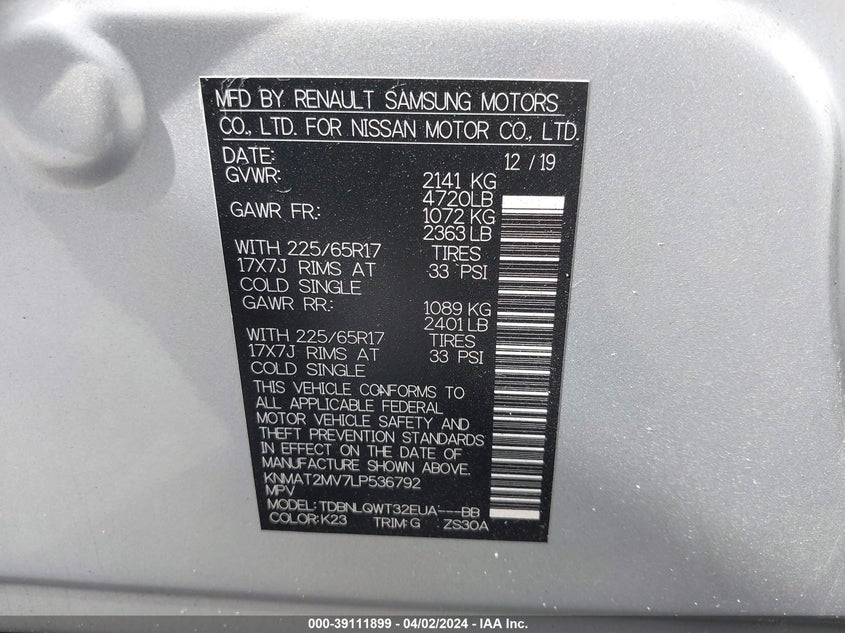 MFD BY RENAULT SAMSUNG MOTORS
CO., LTD. FOR NISSAN MOTOR CO., LTD.
DATE: 12 / 19
GVWR: 2141 KG
4720LB
GAWR FR.: 1072 KG
2363 LB
WITH 225/65R17 TIRES
17X7J RIMS AT 33 PSI
COLD SINGLE
GAWR RR.: 1089 KG
2401 LB
WITH 225/65R17 TIRES
17X7J RIMS AT 33 PSI
COLD SINGLE
THIS VEHICLE CONFORMS TO
ALL APPLICABLE FEDERAL
MOTOR VEHICLE SAFETY AND
THEFT PREVENTION STANDARDS
IN EFFECT ON THE DATE OF
MANUFACTURE SHOWN ABOVE.
KNMAT2MV7LP536792
MPV
MODEL: TDBNLQWT32EUA---BB
COLOR: K23 TRIM: G ZS30A
000-39111899 - 04/02/2024 - IAA Inc.